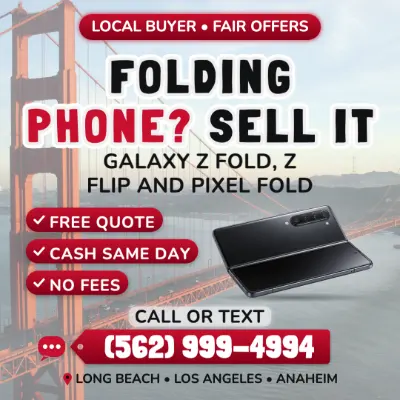 LOCAL BUYER • FAIR OFFERS
FOLDING
PHONE? SELL IT
GALAXY Z FOLD, Z
FLIP AND PIXEL FOLD
FREE QUOTE
CASH SAME DAY
NO FEES
CALL OR TEXT
(562) 999-4994
LONG BEACH • LOS ANGELES • ANAHEIM